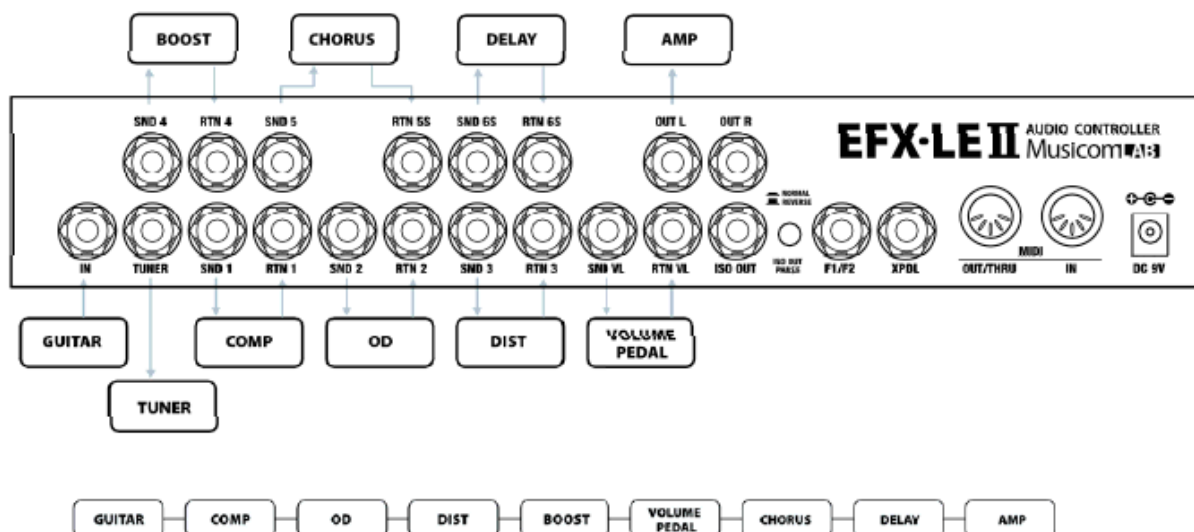 BOOST CHORUS DELAY AMP
SND 4 RTN 4 SND 5 RTN 5S SND 6S RTN 6S OUT L OUT R
EFX·LE II AUDIO CONTROLLER
Musicom LAB
NORMAL
REVERSE
IN TUNER SND 1 RTN 1 SND 2 RTN 2 SND 3 RTN 3 SND VL RTN VL ISO OUT ISO OUT PHASE F1/F2 XPDL
MIDI
OUT/THRU IN DC 9V
GUITAR COMP OD DIST VOLUME
PEDAL
TUNER
GUITAR COMP OD DIST BOOST VOLUME PEDAL CHORUS DELAY AMP